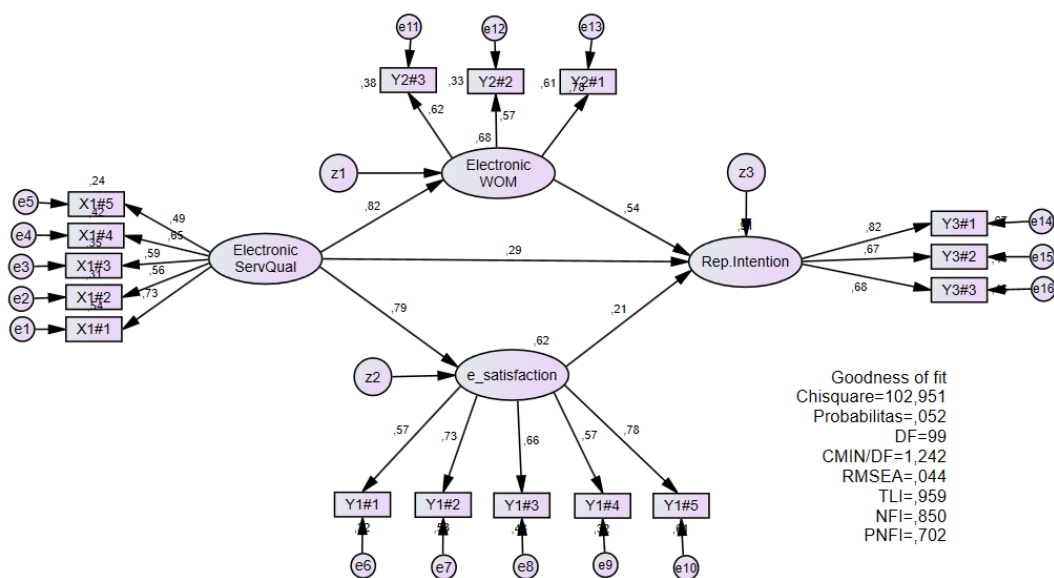 e11
e12
e13
,38
Y2#3
,33
Y2#2
,61
Y2#1
,78
,62
,57
,68
z1
Electronic
WOM
z3
,24
e5
X1#5
,42
,49
e4
X1#4
,35
,65
e3
X1#3
,59
,31
e2
X1#2
,56
,54
,73
e1
X1#1
Electronic
ServQual
,82
,54
,29
,79
,21
Rep.Intention
,82
Y3#1
e14
,67
Y3#2
e15
,68
Y3#3
e16
,62
z2
e_satisfaction
,57
,73
,66
,57
,78
Y1#1
Y1#2
Y1#3
Y1#4
Y1#5
e6
e7
e8
e9
e10
Goodness of fit
Chisquare=102,951
Probabilitas=,052
DF=99
CMIN/DF=1,242
RMSEA=,044
TLI=,959
NFI=,850
PNFI=,702